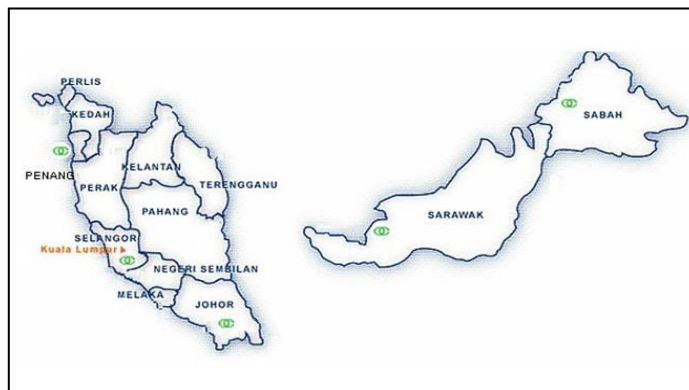 PERLIS
KEDAH
PENANG
KELANTAN
TERENGGANU
PERAK
PAHANG
SELANGOR
Kuala Lumpur
NEGERI SEMBILAN
MELAKA
JOHOR
SABAH
SARAWAK